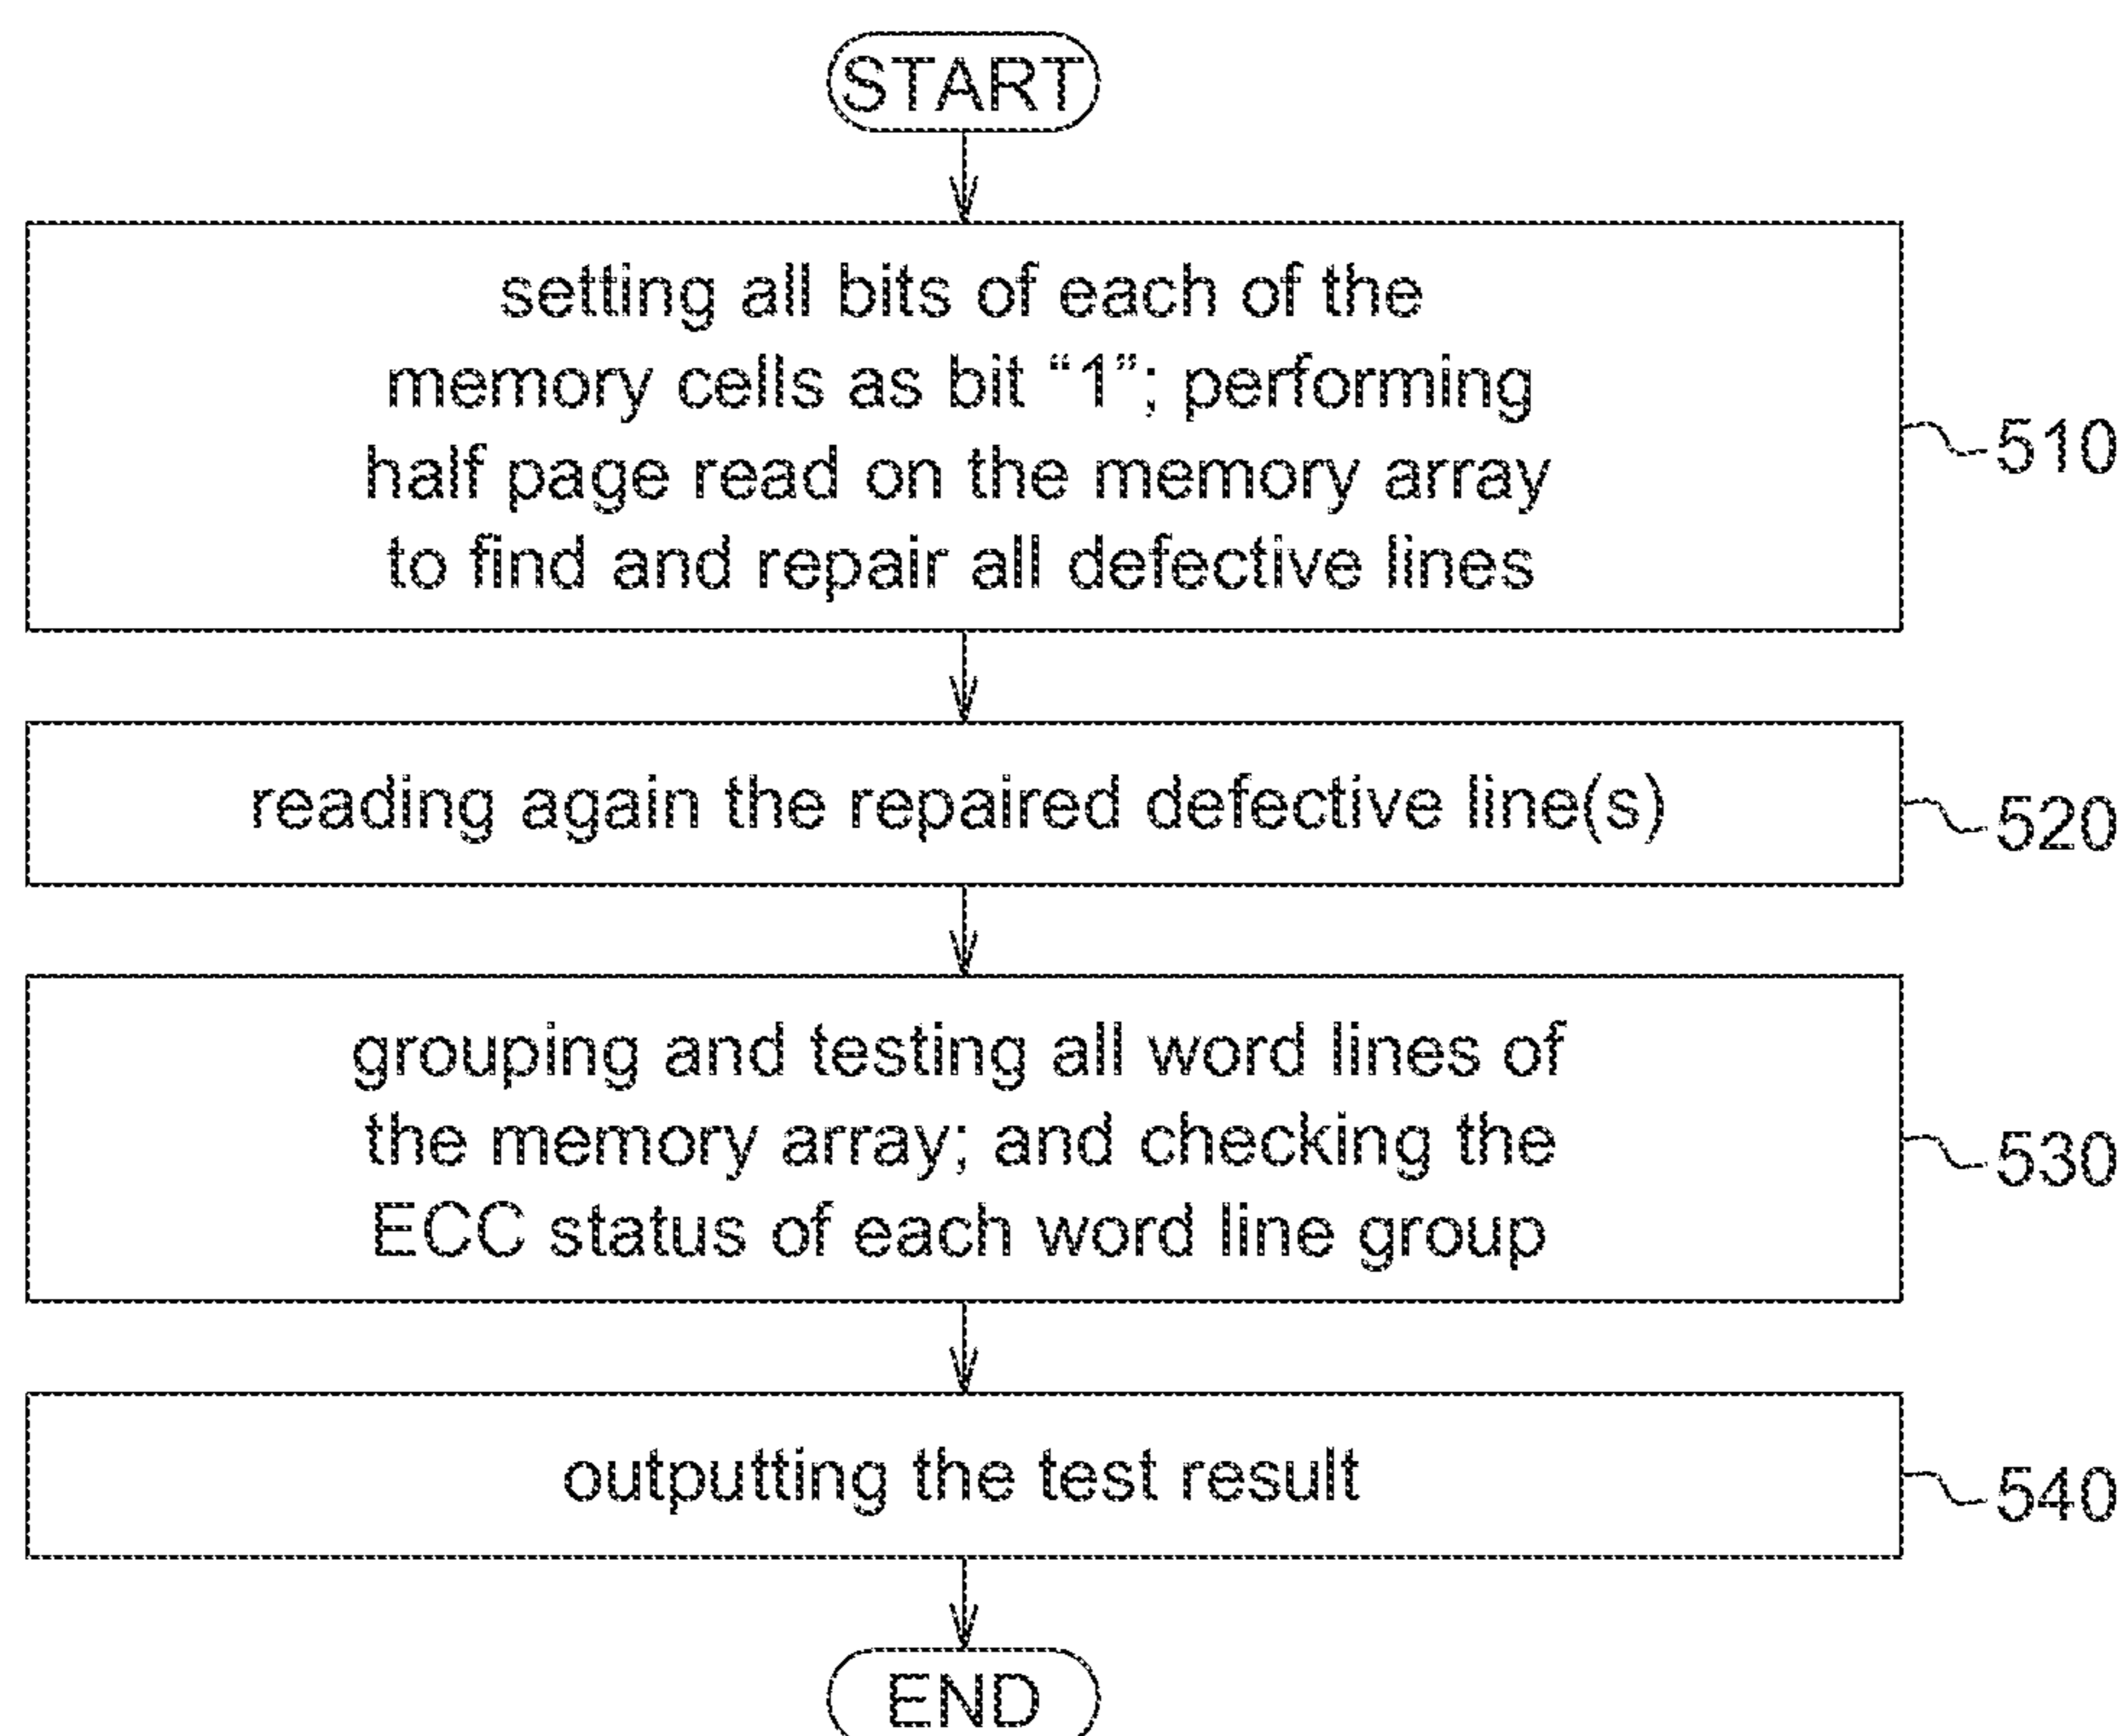 START
setting all bits of each of the
memory cells as bit “1”; performing
half page read on the memory array
to find and repair all defective lines
510
reading again the repaired defective line(s)
520
grouping and testing all word lines of
the memory array; and checking the
ECC status of each word line group
530
outputting the test result
540
END